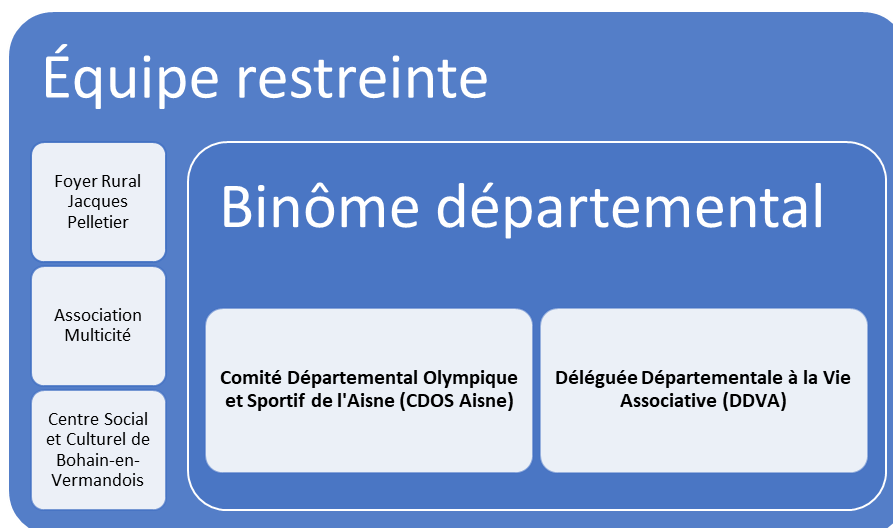 Équipe restreinte
Foyer Rural
Jacques
Pelletier
Association
Multicité
Centre Social
et Culturel de
Bohain-en-
Vermandois
Binôme départemental
Comité Départemental Olympique
et Sportif de l'Aisne (CDOS Aisne)
Déléguée Départementale à la Vie
Associative (DDVA)